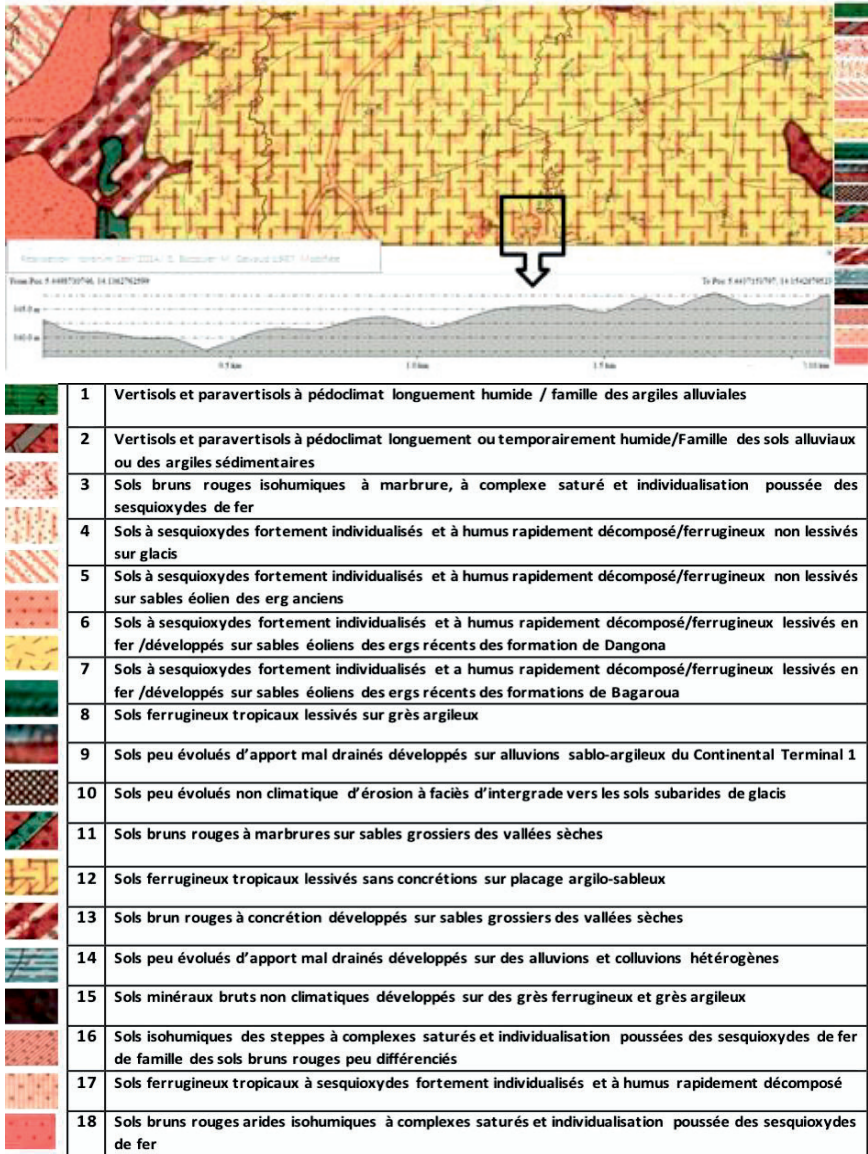 0.5 km
1.0 km
1.5 km
1 Vertisols et paravertisols à pédoclimat longuement humide / famille des argiles alluviales
2 Vertisols et paravertisols à pédoclimat longuement ou temporairement humide/Famille des sols alluviaux
ou des argiles sédimentaires
3 Sols bruns rouges isohumiques à marbrure, à complexe saturé et individualisation poussée des
sesquioxydes de fer
4 Sols à sesquioxydes fortement individualisés et à humus rapidement décomposé/ferrugineux non lessivés
sur glacis
5 Sols à sesquioxydes fortement individualisés et à humus rapidement décomposé/ferrugineux non lessivés
sur sables éolien des erg anciens
6 Sols à sesquioxydes fortement individualisés et à humus rapidement décomposé/ferrugineux lessivés en
fer /développés sur sables éoliens des ergs récents des formation de Dangona
7 Sols à sesquioxydes fortement individualisés et a humus rapidement décomposé/ferrugineux lessivés en
fer /développés sur sables éoliens des ergs récents des formations de Bagaroua
8 Sols ferrugineux tropicaux lessivés sur grès argileux
9 Sols peu évolués d'apport mal drainés développés sur alluvions sablo-argileux du Continental Terminal 1
10 Sols peu évolués non climatique d'érosion à faciès d'intergrade vers les sols subarides de glacis
11 Sols bruns rouges à marbrures sur sables grossiers des vallées sèches
12 Sols ferrugineux tropicaux lessivés sans concrétions sur placage argilo-sableux
13 Sols brun rouges à concrétion développés sur sables grossiers des vallées sèches
14 Sols peu évolués d'apport mal drainés développés sur des alluvions et colluvions hétérogènes
15 Sols minéraux bruts non climatiques développés sur des grès ferrugineux et grès argileux
16 Sols isohumiques des steppes à complexes saturés et individualisation poussées des sesquioxydes de fer
de famille des sols bruns rouges peu différenciés
17 Sols ferrugineux tropicaux à sesquioxydes fortement individualisés et à humus rapidement décomposé
18 Sols bruns rouges arides isohumiques à complexes saturés et individualisation poussée des sesquioxydes
de fer